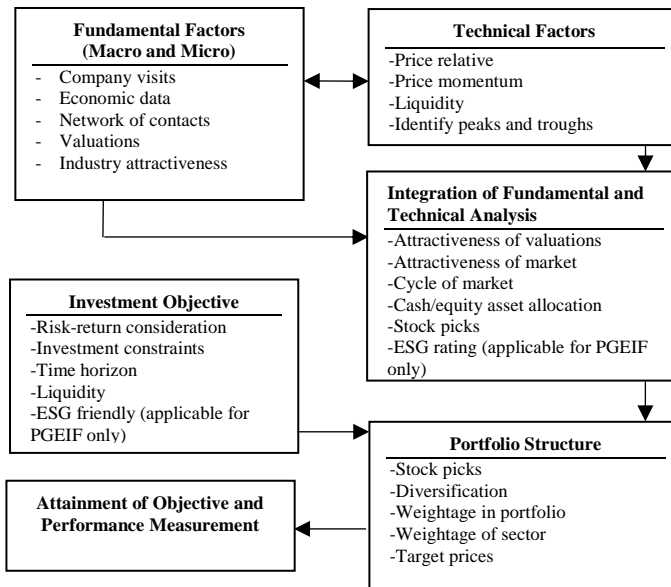 Fundamental Factors
(Macro and Micro)
- Company visits
- Economic data
- Network of contacts
- Valuations
- Industry attractiveness
Technical Factors
-Price relative
-Price momentum
-Liquidity
-Identify peaks and troughs
Integration of Fundamental and
Technical Analysis
-Attractiveness of valuations
-Attractiveness of market
-Cycle of market
-Cash/equity asset allocation
-Stock picks
-ESG rating (applicable for PGEIF
only)
Investment Objective
-Risk-return consideration
-Investment constraints
-Time horizon
-Liquidity
-ESG friendly (applicable for
PGEIF only)
Portfolio Structure
-Stock picks
-Diversification
-Weightage in portfolio
-Weightage of sector
-Target prices
Attainment of Objective and
Performance Measurement